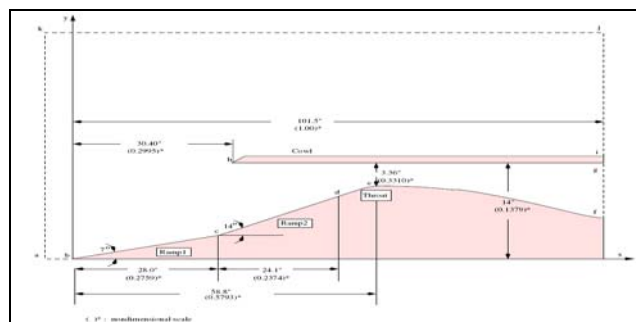 y
k
j
101.5"
(1.00)*
30.40"
(0.2995)*
h
Cowl
i
g
3.36"
(0.3310)*
e
Throat
d
14"
(0.1379)*
f
14°
Ramp2
c
7°
Ramp1
a
b
x
28.0"
(0.2759)*
24.1"
(0.2374)*
58.8"
(0.5793)*
( )* : nondimensional scale